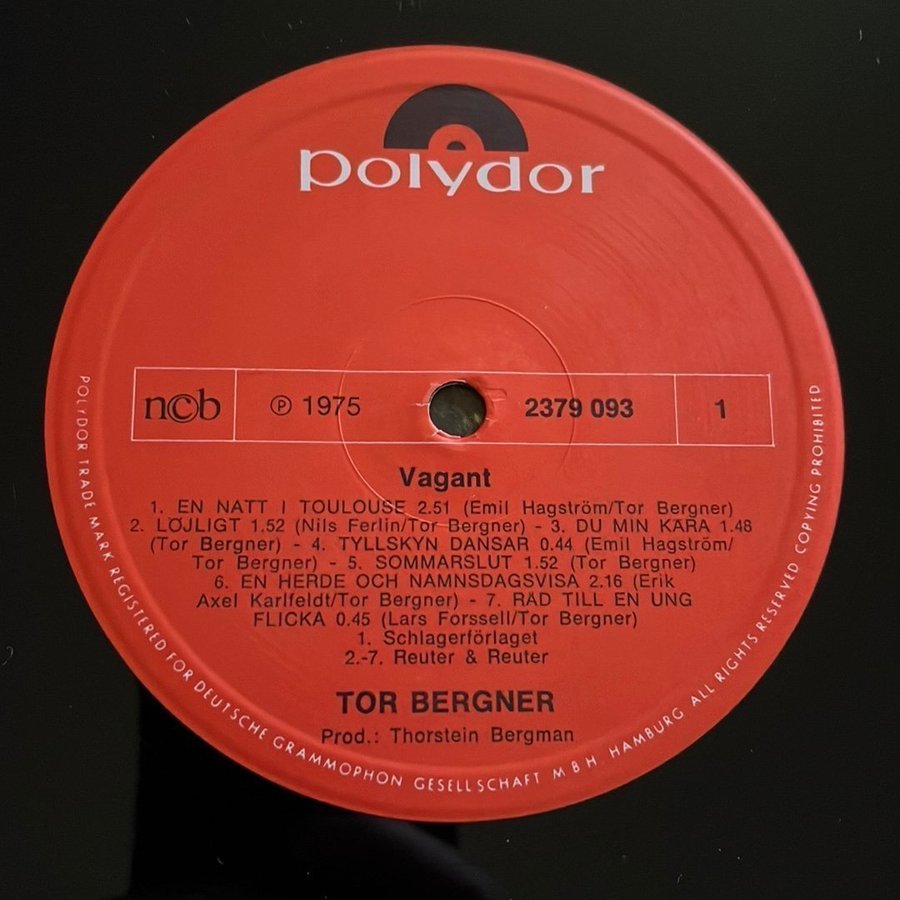 polydor
ncb
℗ 1975
2379 093
1
Vagant
1. EN NATT I TOULOUSE 2.51 (Emil Hagström/Tor Bergner)
2. LÖJLIGT 1.52 (Nils Ferlin/Tor Bergner) - 3. DU MIN KÄRA 1.48
(Tor Bergner) - 4. TYLLSKYN DANSAR 0.44 (Emil Hagström/
Tor Bergner) - 5. SOMMARSLUT 1.52 (Tor Bergner)
6. EN HERDE OCH NAMNSDAGSVISA 2.16 (Erik
Axel Karlfeldt/Tor Bergner) - 7. RÅD TILL EN UNG
FLICKA 0.45 (Lars Forssell/Tor Bergner)
1. Schlagerförlaget
2.-7. Reuter & Reuter
TOR BERGNER
Prod.: Thorstein Bergman
POLYDOR TRADE MARK REGISTERED FOR DEUTSCHE GRAMMOPHON GESELLSCHAFT MBH HAMBURG ALL RIGHTS RESERVED COPYING PROHIBITED